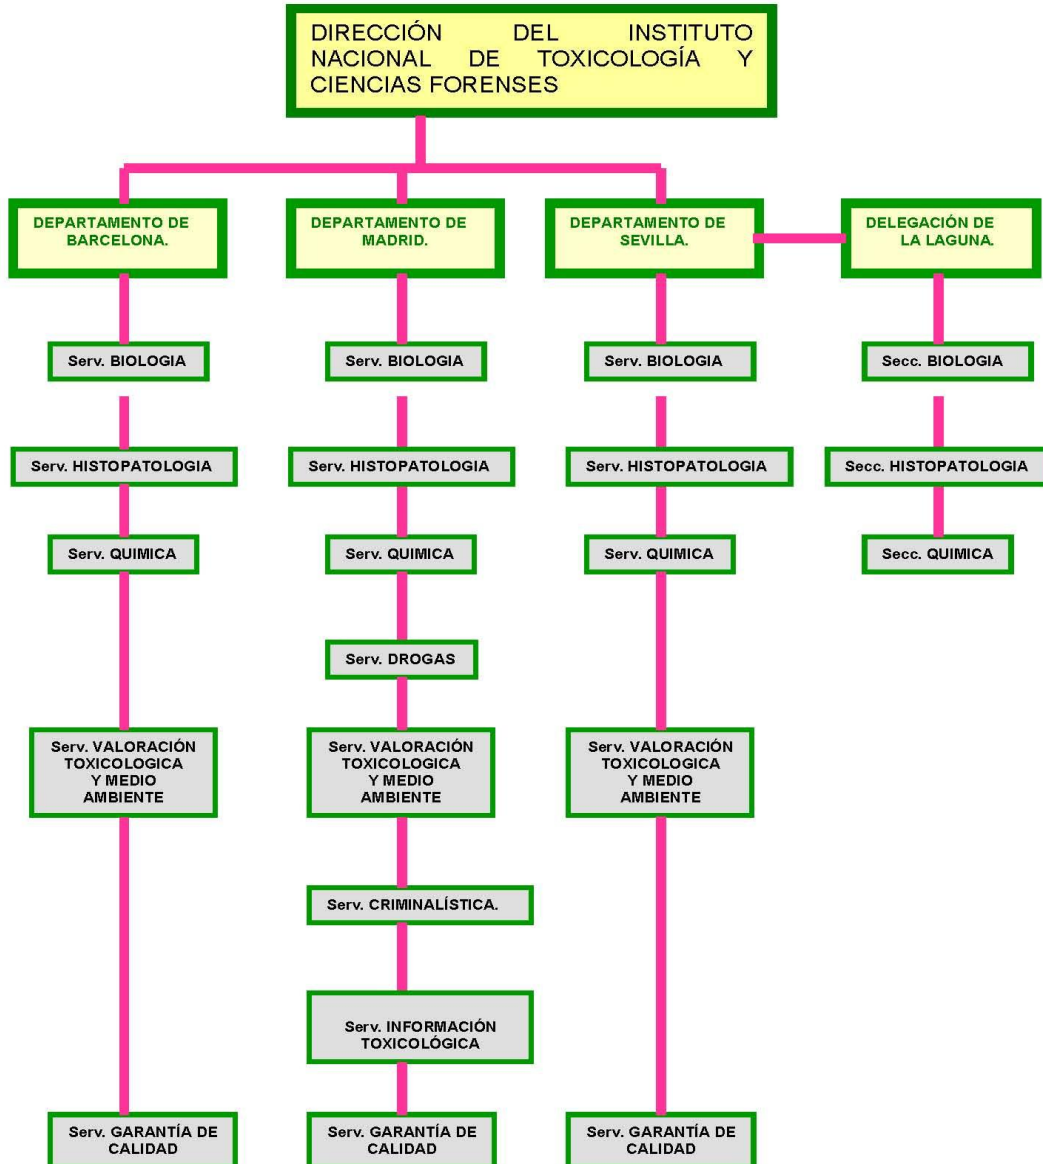 DIRECCIÓN DEL INSTITUTO
NACIONAL DE TOXICOLOGÍA Y
CIENCIAS FORENSES
DEPARTAMENTO DE
BARCELONA.
DEPARTAMENTO DE
MADRID.
DEPARTAMENTO DE
SEVILLA.
DELEGACIÓN DE
LA LAGUNA.
Serv. BIOLOGIA
Serv. BIOLOGIA
Serv. BIOLOGIA
Secc. BIOLOGIA
Serv. HISTOPATOLOGIA
Serv. HISTOPATOLOGIA
Serv. HISTOPATOLOGIA
Secc. HISTOPATOLOGIA
Serv. QUIMICA
Serv. QUIMICA
Serv. QUIMICA
Secc. QUIMICA
Serv. DROGAS
Serv. VALORACIÓN
TOXICOLOGICA
Y MEDIO
AMBIENTE
Serv. VALORACIÓN
TOXICOLOGICA
Y MEDIO
AMBIENTE
Serv. VALORACIÓN
TOXICOLOGICA
Y MEDIO
AMBIENTE
Serv. CRIMINALÍSTICA.
Serv. INFORMACIÓN
TOXICOLÓGICA
Serv. GARANTÍA DE
CALIDAD
Serv. GARANTÍA DE
CALIDAD
Serv. GARANTÍA DE
CALIDAD